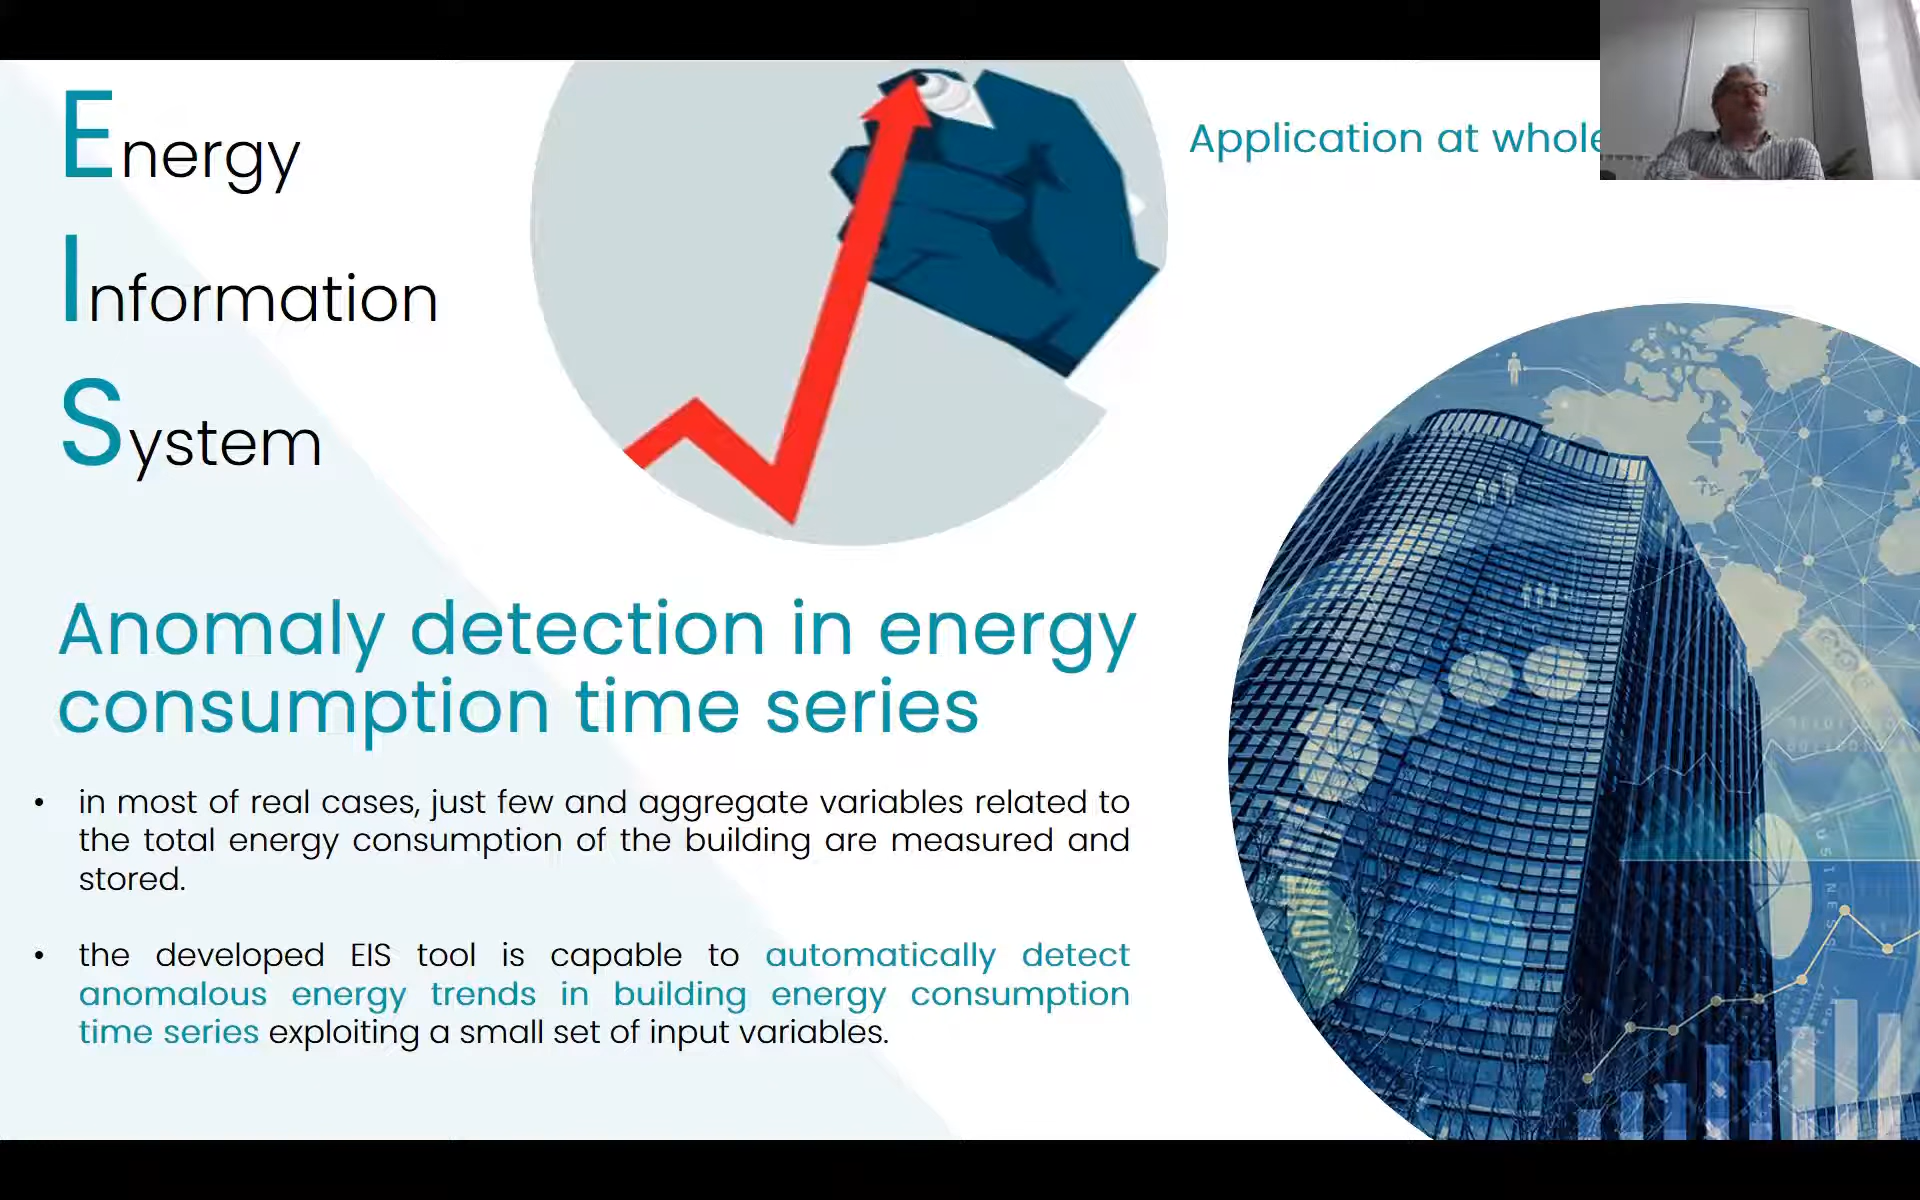 Energy
Information
System
Application at whole
Anomaly detection in energy
consumption time series
• in most of real cases, just few and aggregate variables related to
the total energy consumption of the building are measured and
stored.
• the developed EIS tool is capable to automatically detect
anomalous energy trends in building energy consumption
time series exploiting a small set of input variables.